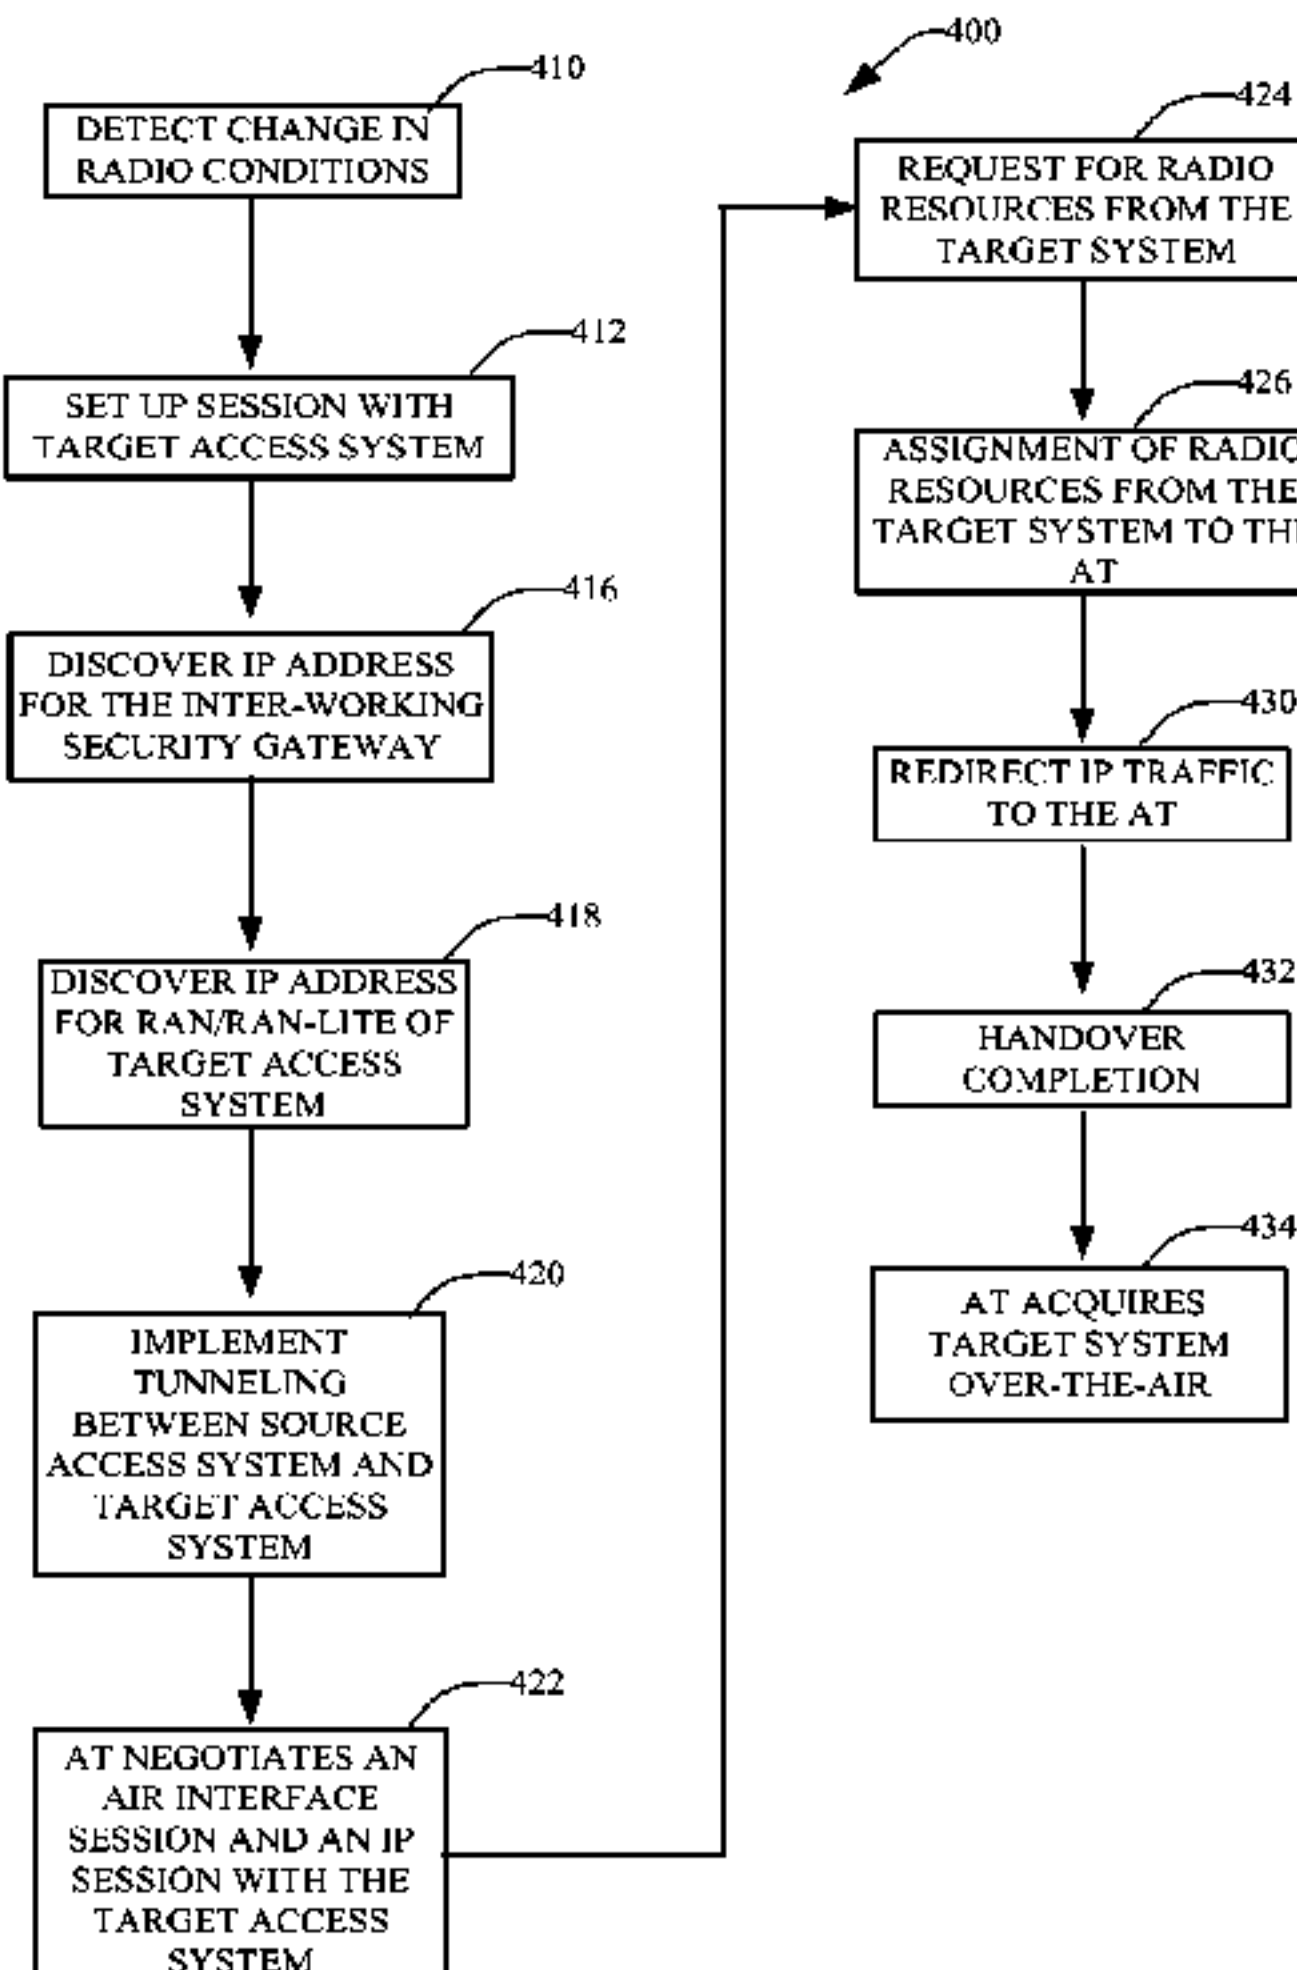 410
DETECT CHANGE IN
RADIO CONDITIONS
412
SET UP SESSION WITH
TARGET ACCESS SYSTEM
416
DISCOVER IP ADDRESS
FOR THE INTER-WORKING
SECURITY GATEWAY
418
DISCOVER IP ADDRESS
FOR RAN/RAN-LITE OF
TARGET ACCESS
SYSTEM
420
IMPLEMENT
TUNNELING
BETWEEN SOURCE
ACCESS SYSTEM AND
TARGET ACCESS
SYSTEM
422
AT NEGOTIATES AN
AIR INTERFACE
SESSION AND AN IP
SESSION WITH THE
TARGET ACCESS
SYSTEM
400
424
REQUEST FOR RADIO
RESOURCES FROM THE
TARGET SYSTEM
426
ASSIGNMENT OF RADIO
RESOURCES FROM THE
TARGET SYSTEM TO THE
AT
430
REDIRECT IP TRAFFIC
TO THE AT
432
HANDOVER
COMPLETION
434
AT ACQUIRES
TARGET SYSTEM
OVER-THE-AIR